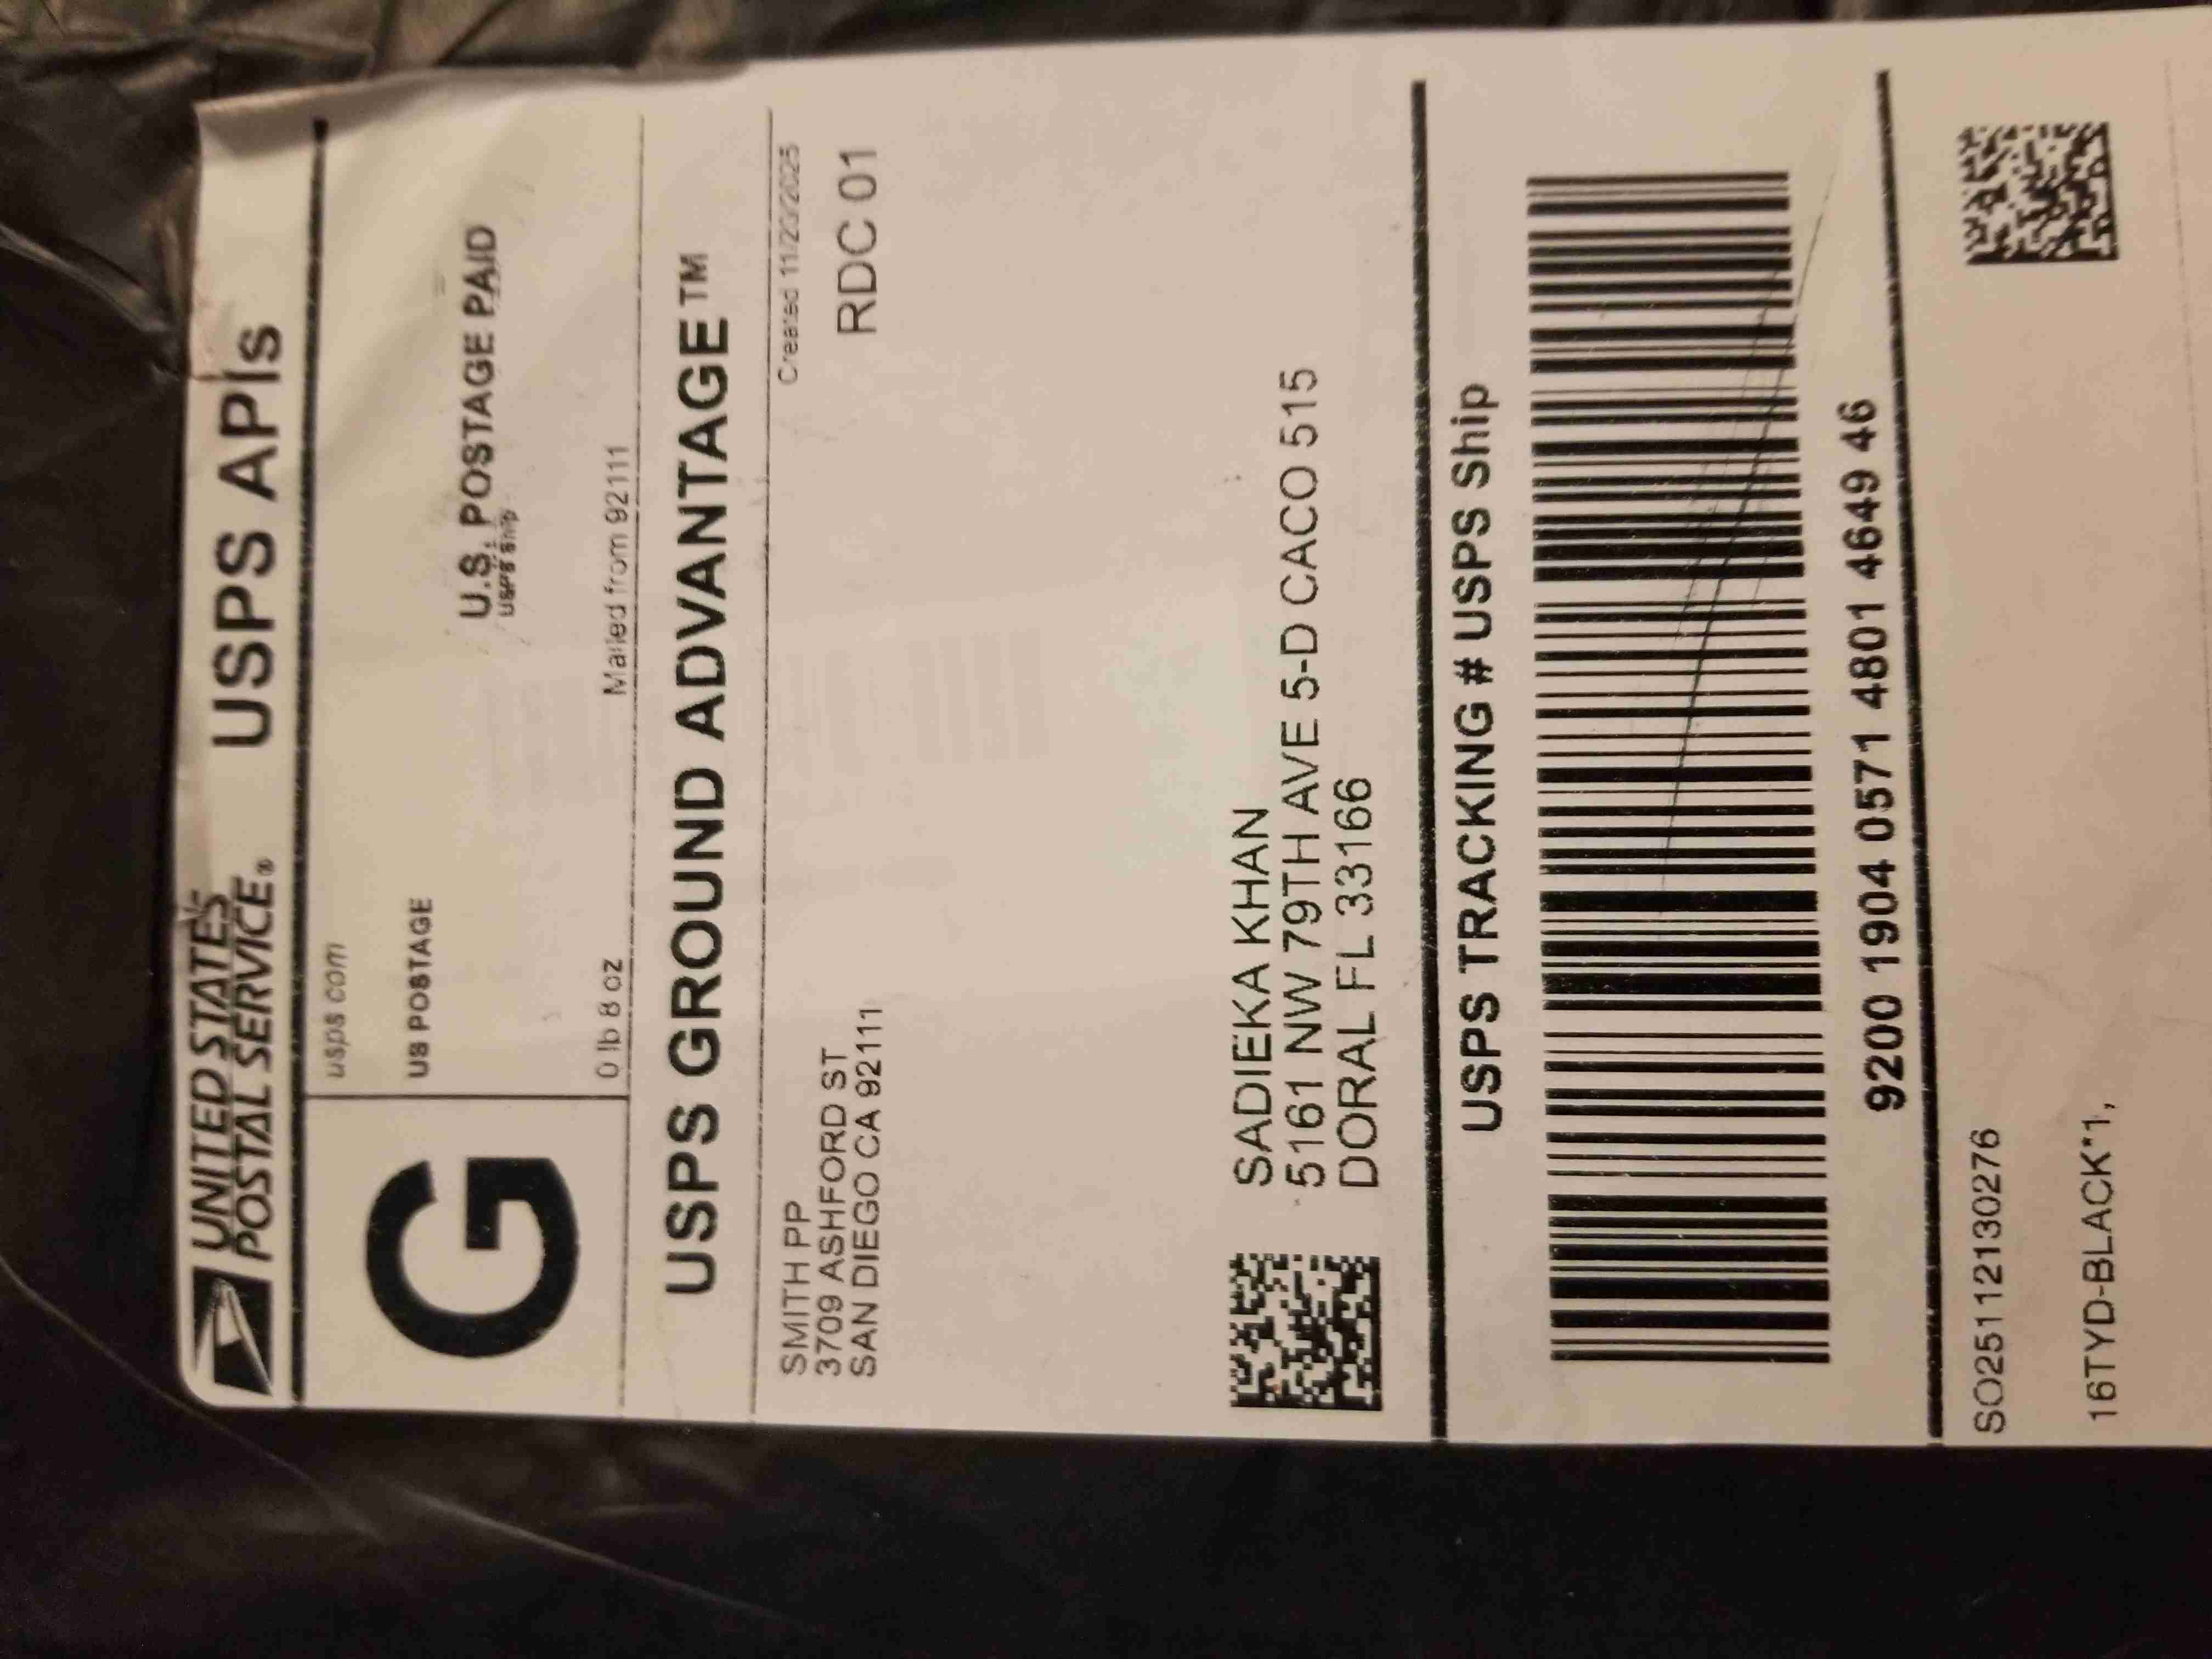 UNITED STATES
POSTAL SERVICE®
USPS APIs
G
usps com
US POSTAGE
U.S. POSTAGE PAID
USPS Ship
0 lb 8 oz
Mailed from 92111
USPS GROUND ADVANTAGE™
SMITH PP
3709 ASHFORD ST
SAN DIEGO CA 92111
Created 11/20/2025
RDC 01
SADIEKA KHAN
5161 NW 79TH AVE 5-D CACO 515
DORAL FL 33166
USPS TRACKING # USPS Ship
9200 1904 0571 4801 4649 46
SO2511212130276
16TYD-BLACK*1,